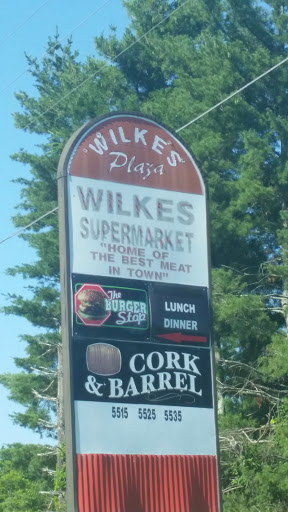 WILKES
Plaza
WILKES
SUPERMARKET
"HOME OF
THE BEST MEAT
IN TOWN"
The
BURGER
Stop
LUNCH
DINNER
CORK
& BARREL
5515 5525 5535